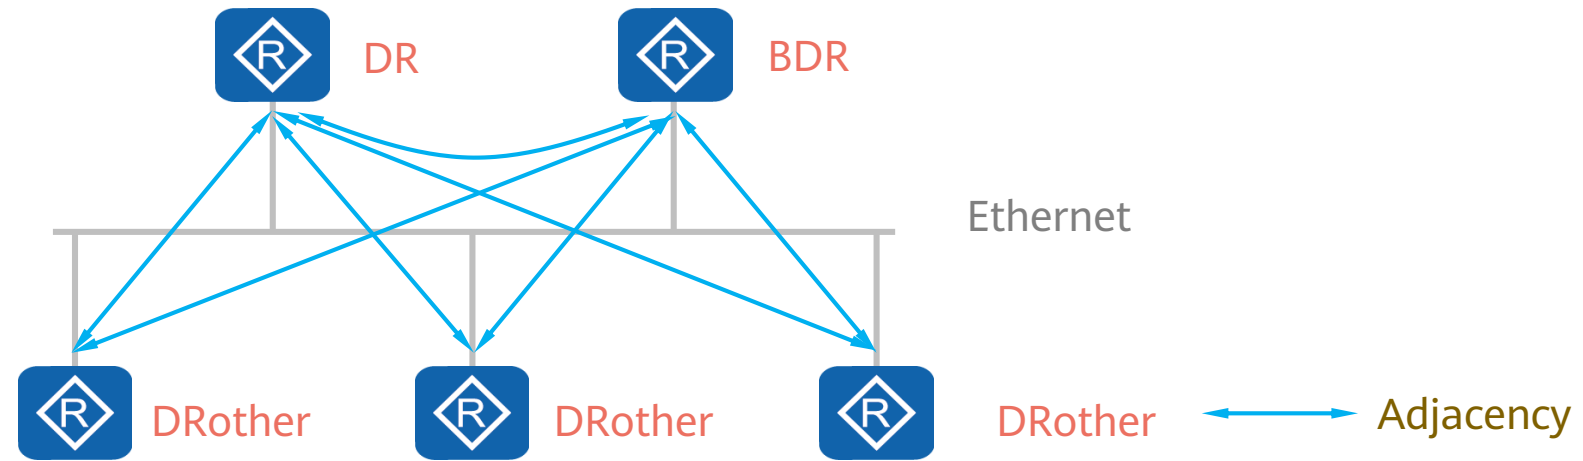 R DR
R BDR
Ethernet
R DRother
R DRother
R DRother
Adjacency